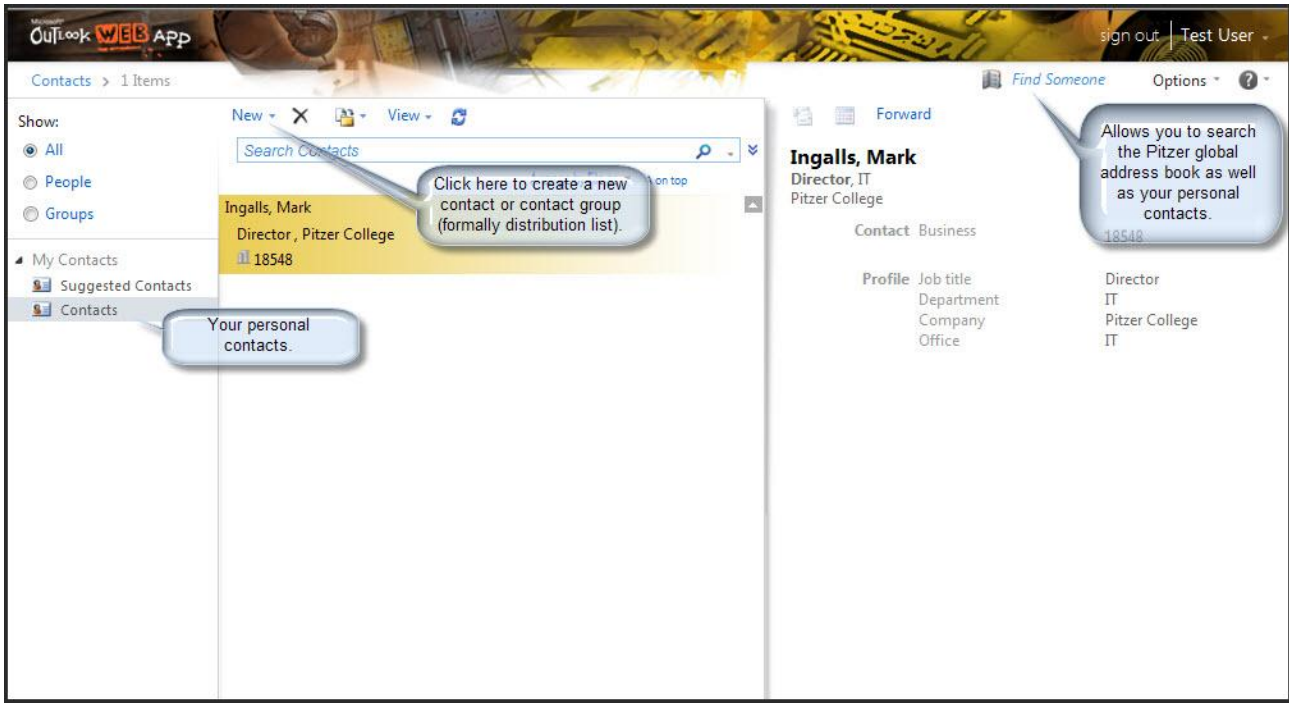 Microsoft
OuTLook WEB APP
sign out | Test User
Contacts > 1 Items
Find Someone
Options
?
Show:
All
People
Groups
My Contacts
Suggested Contacts
Contacts
Your personal
contacts.
New
View
Search Contacts
A on top
Click here to create a new
contact or contact group
(formally distribution list).
Ingalls, Mark
Director , Pitzer College
18548
Forward
Ingalls, Mark
Director, IT
Pitzer College
Contact Business 18548
Profile Job title Director
Department IT
Company Pitzer College
Office IT
Allows you to search
the Pitzer global
address book as well
as your personal
contacts.